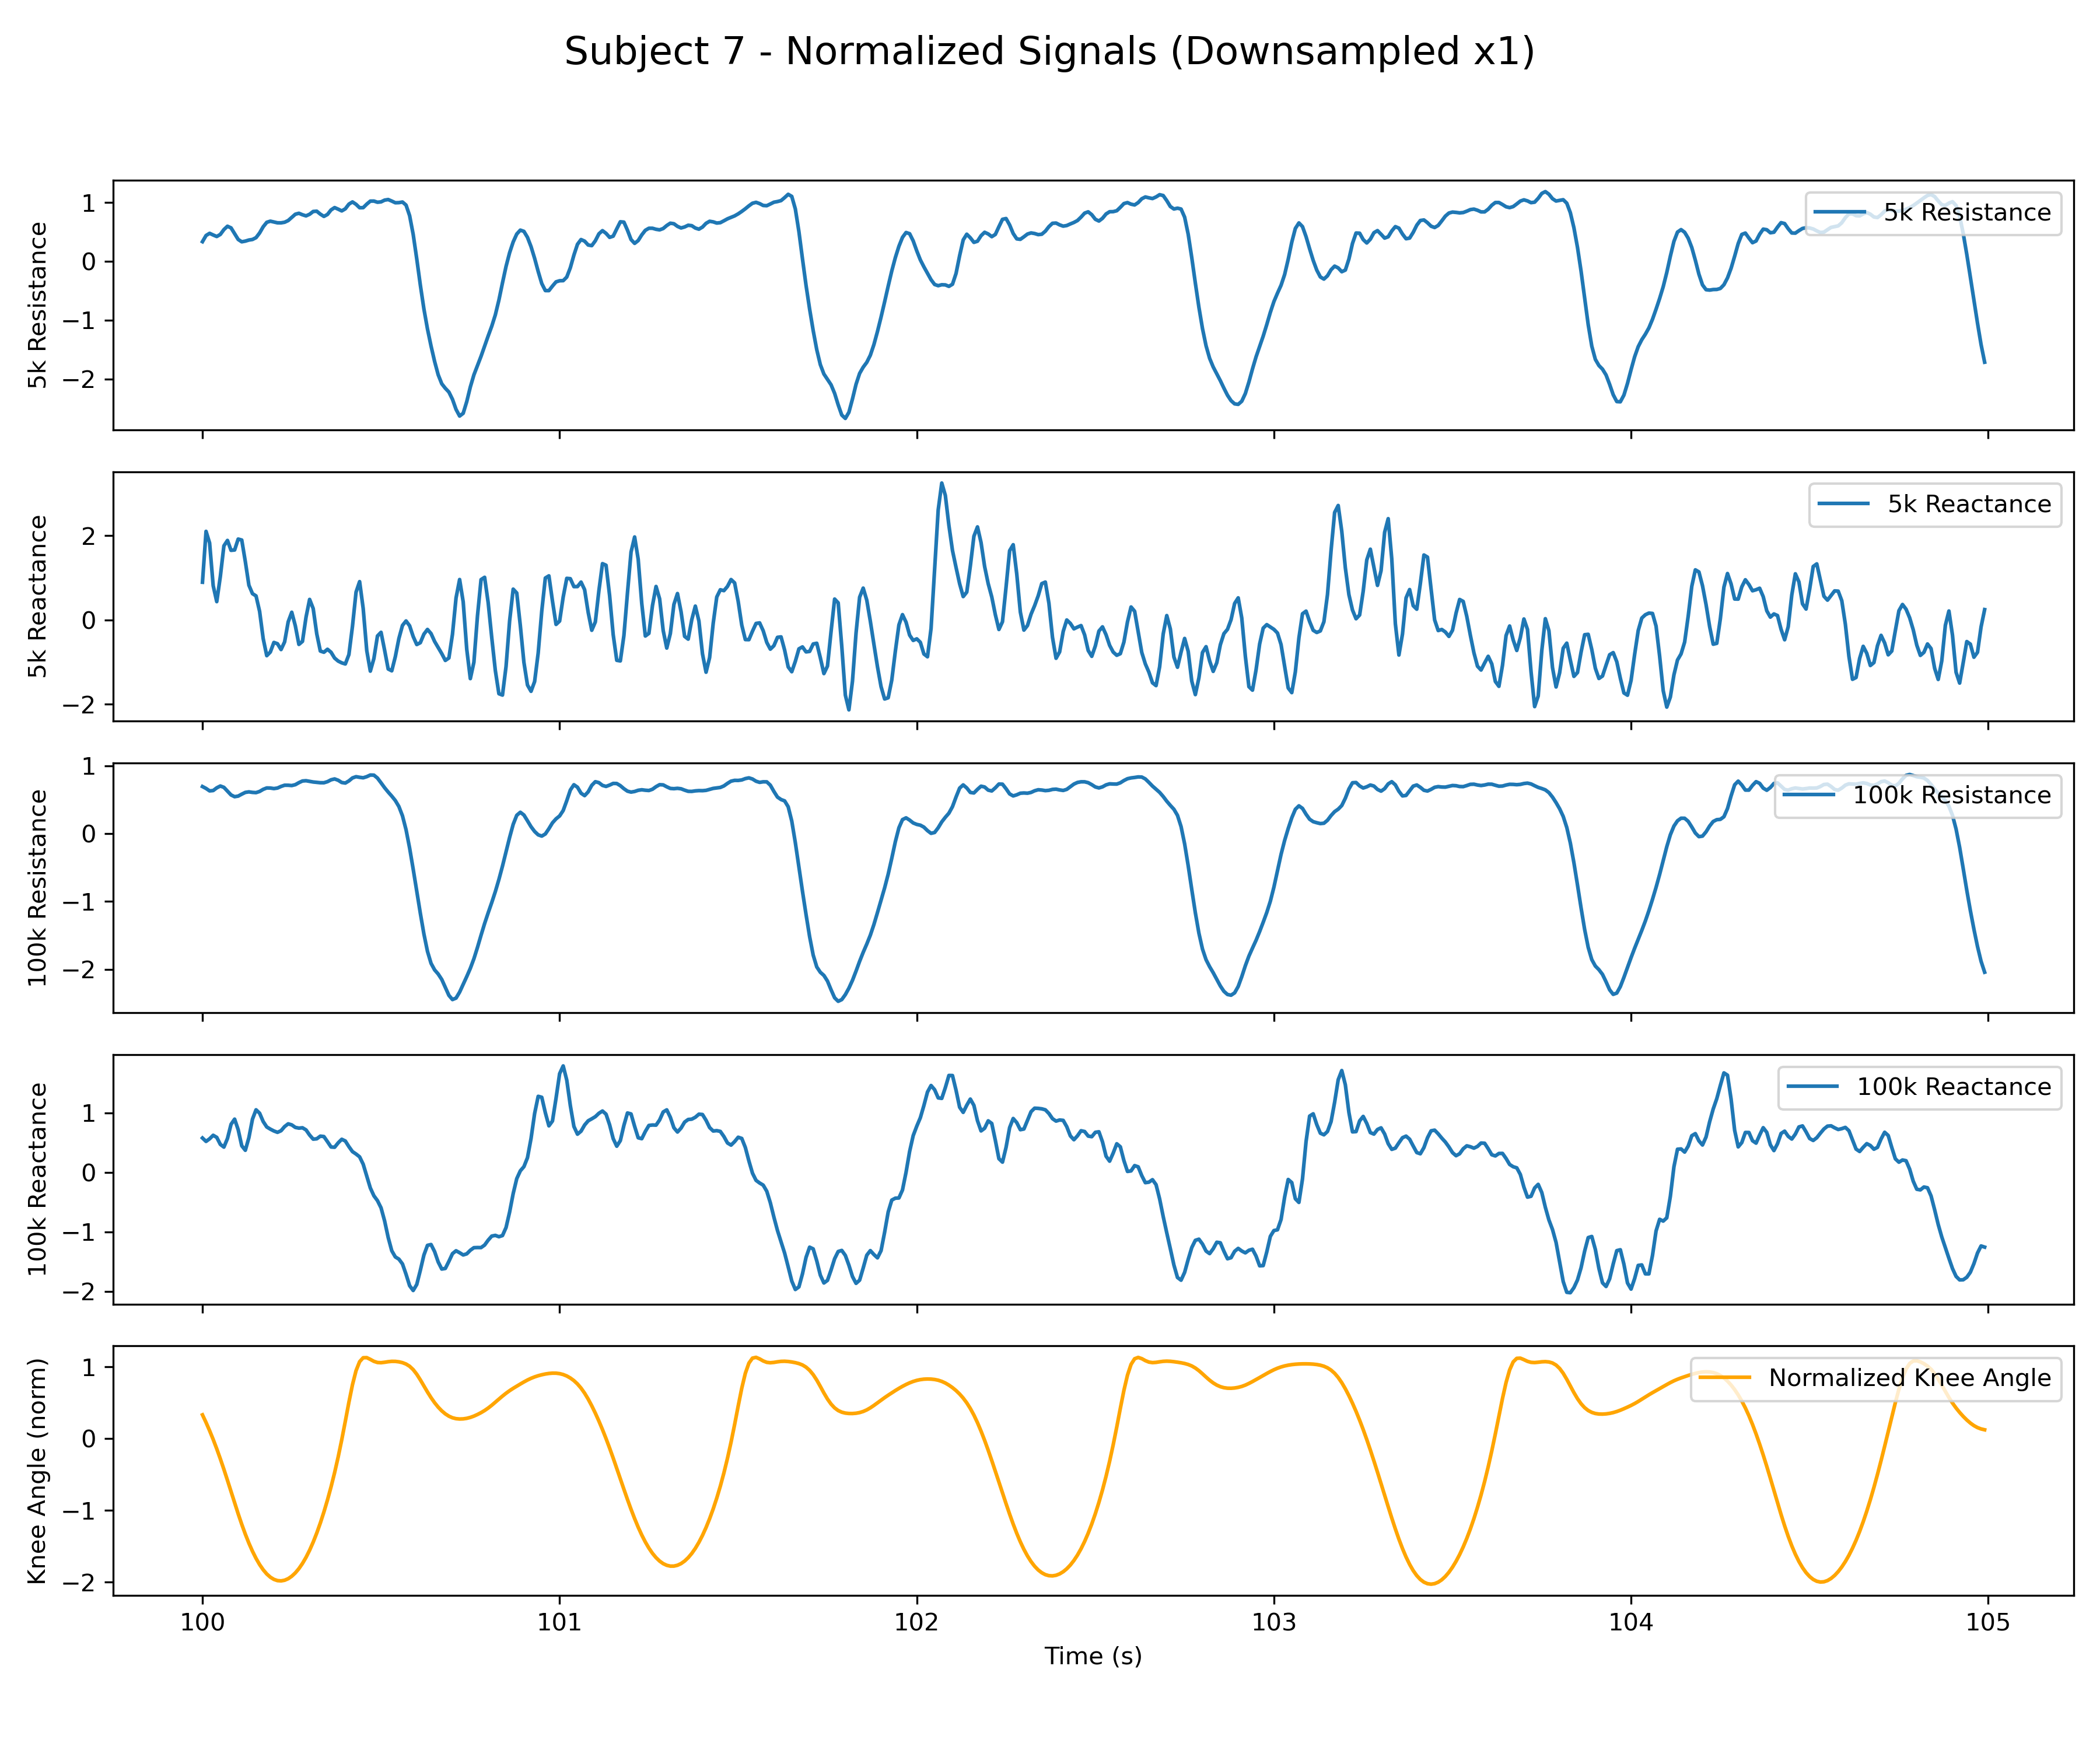 Subject 7 - Normalized Signals (Downsampled x1)
5k Resistance
1
0
−1
−2
5k Resistance
5k Reactance
2
0
−2
5k Reactance
100k Resistance
1
0
−1
−2
100k Resistance
100k Reactance
1
0
−1
−2
100k Reactance
Knee Angle (norm)
1
0
−1
−2
Normalized Knee Angle
100 101 102 103 104 105
Time (s)